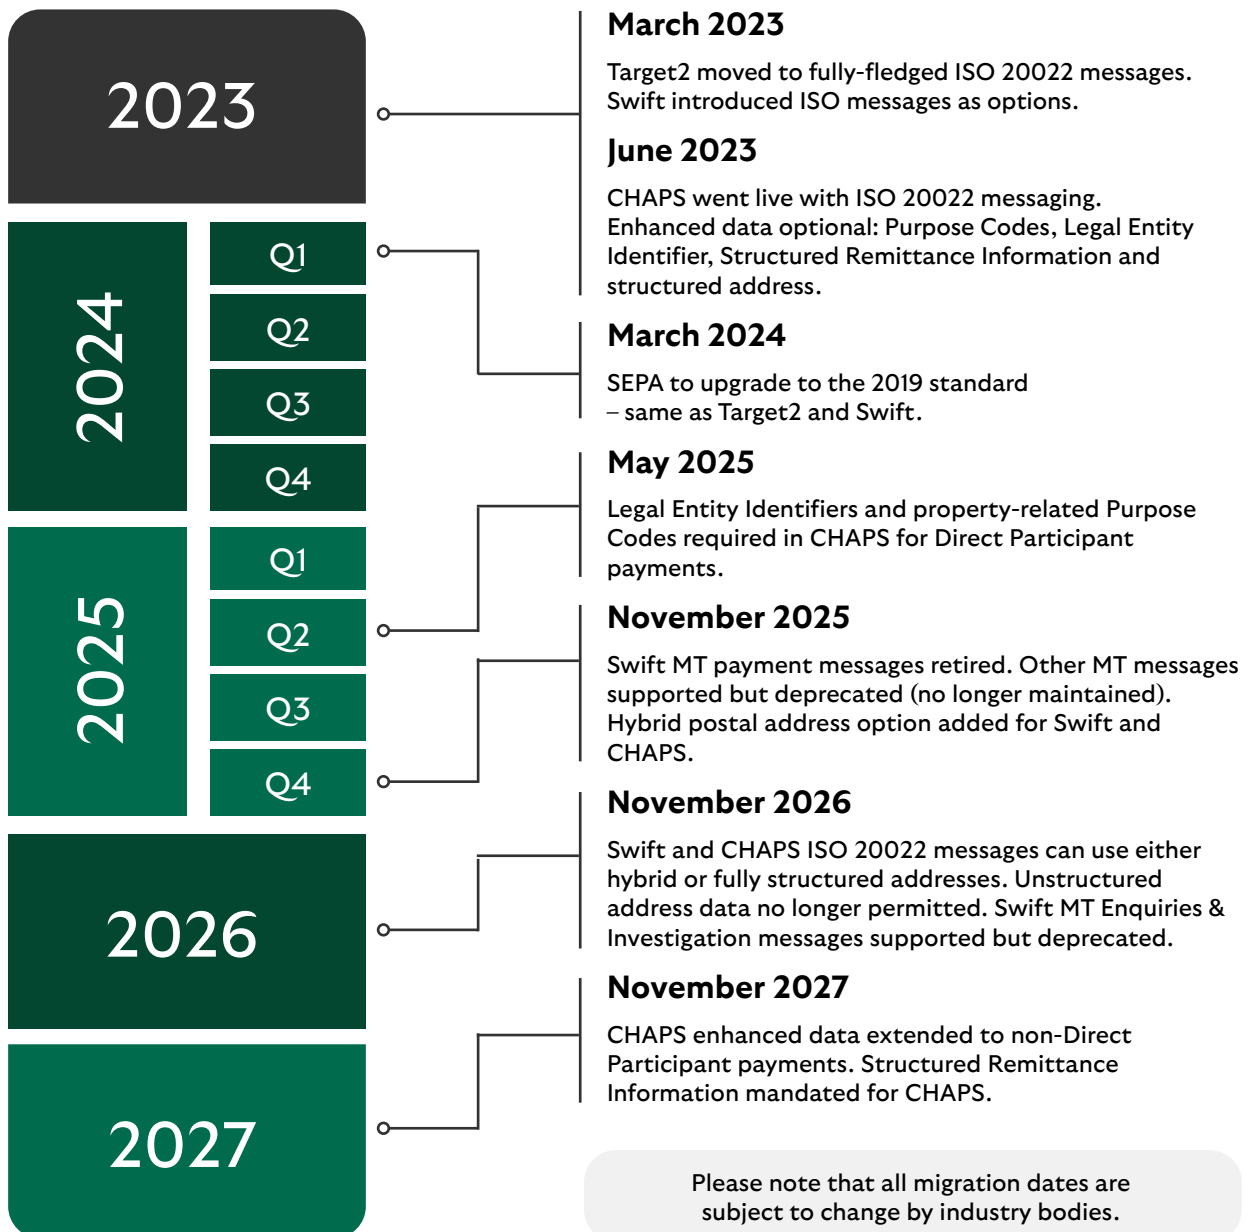 2023
March 2023
Target2 moved to fully-fledged ISO 20022 messages.
Swift introduced ISO messages as options.
June 2023
CHAPS went live with ISO 20022 messaging.
Enhanced data optional: Purpose Codes, Legal Entity
Identifier, Structured Remittance Information and
structured address.
2024
Q1
Q2
Q3
Q4
March 2024
SEPA to upgrade to the 2019 standard
– same as Target2 and Swift.
2025
Q1
Q2
Q3
Q4
May 2025
Legal Entity Identifiers and property-related Purpose
Codes required in CHAPS for Direct Participant
payments.
November 2025
Swift MT payment messages retired. Other MT messages
supported but deprecated (no longer maintained).
Hybrid postal address option added for Swift and
CHAPS.
2026
November 2026
Swift and CHAPS ISO 20022 messages can use either
hybrid or fully structured addresses. Unstructured
address data no longer permitted. Swift MT Enquiries &
Investigation messages supported but deprecated.
2027
November 2027
CHAPS enhanced data extended to non-Direct
Participant payments. Structured Remittance
Information mandated for CHAPS.
Please note that all migration dates are
subject to change by industry bodies.